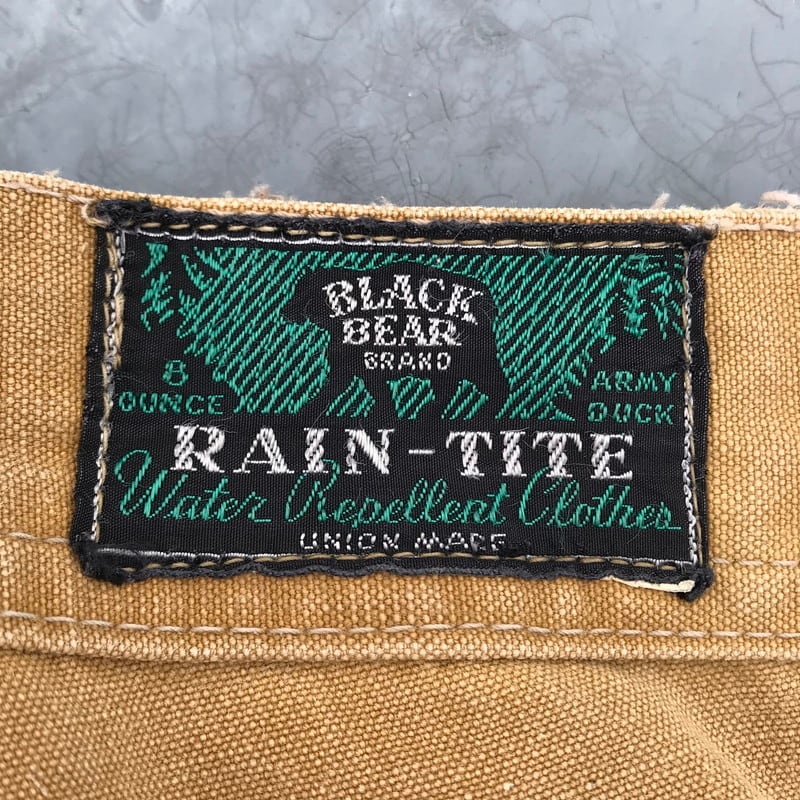 BLACK
BEAR
BRAND
8
OUNCE
ARMY
DUCK
RAIN-TITE
Water Repellent Clothes
UNION MADE